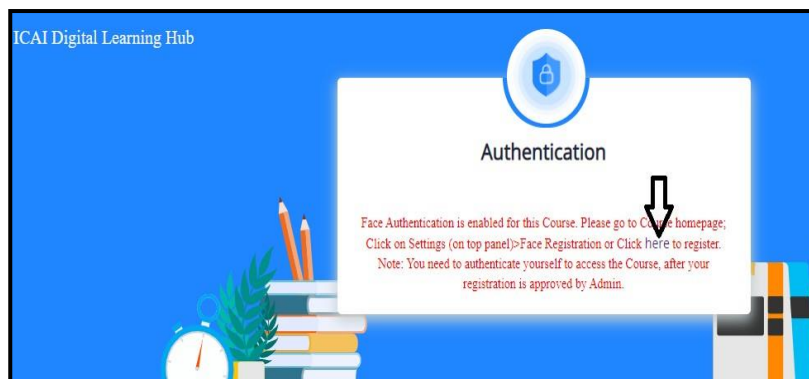 ICAI Digital Learning Hub
Authentication
Face Authentication is enabled for this Course. Please go to Course homepage;
Click on Settings (on top panel)>Face Registration or Click here to register.
Note: You need to authenticate yourself to access the Course, after your
registration is approved by Admin.